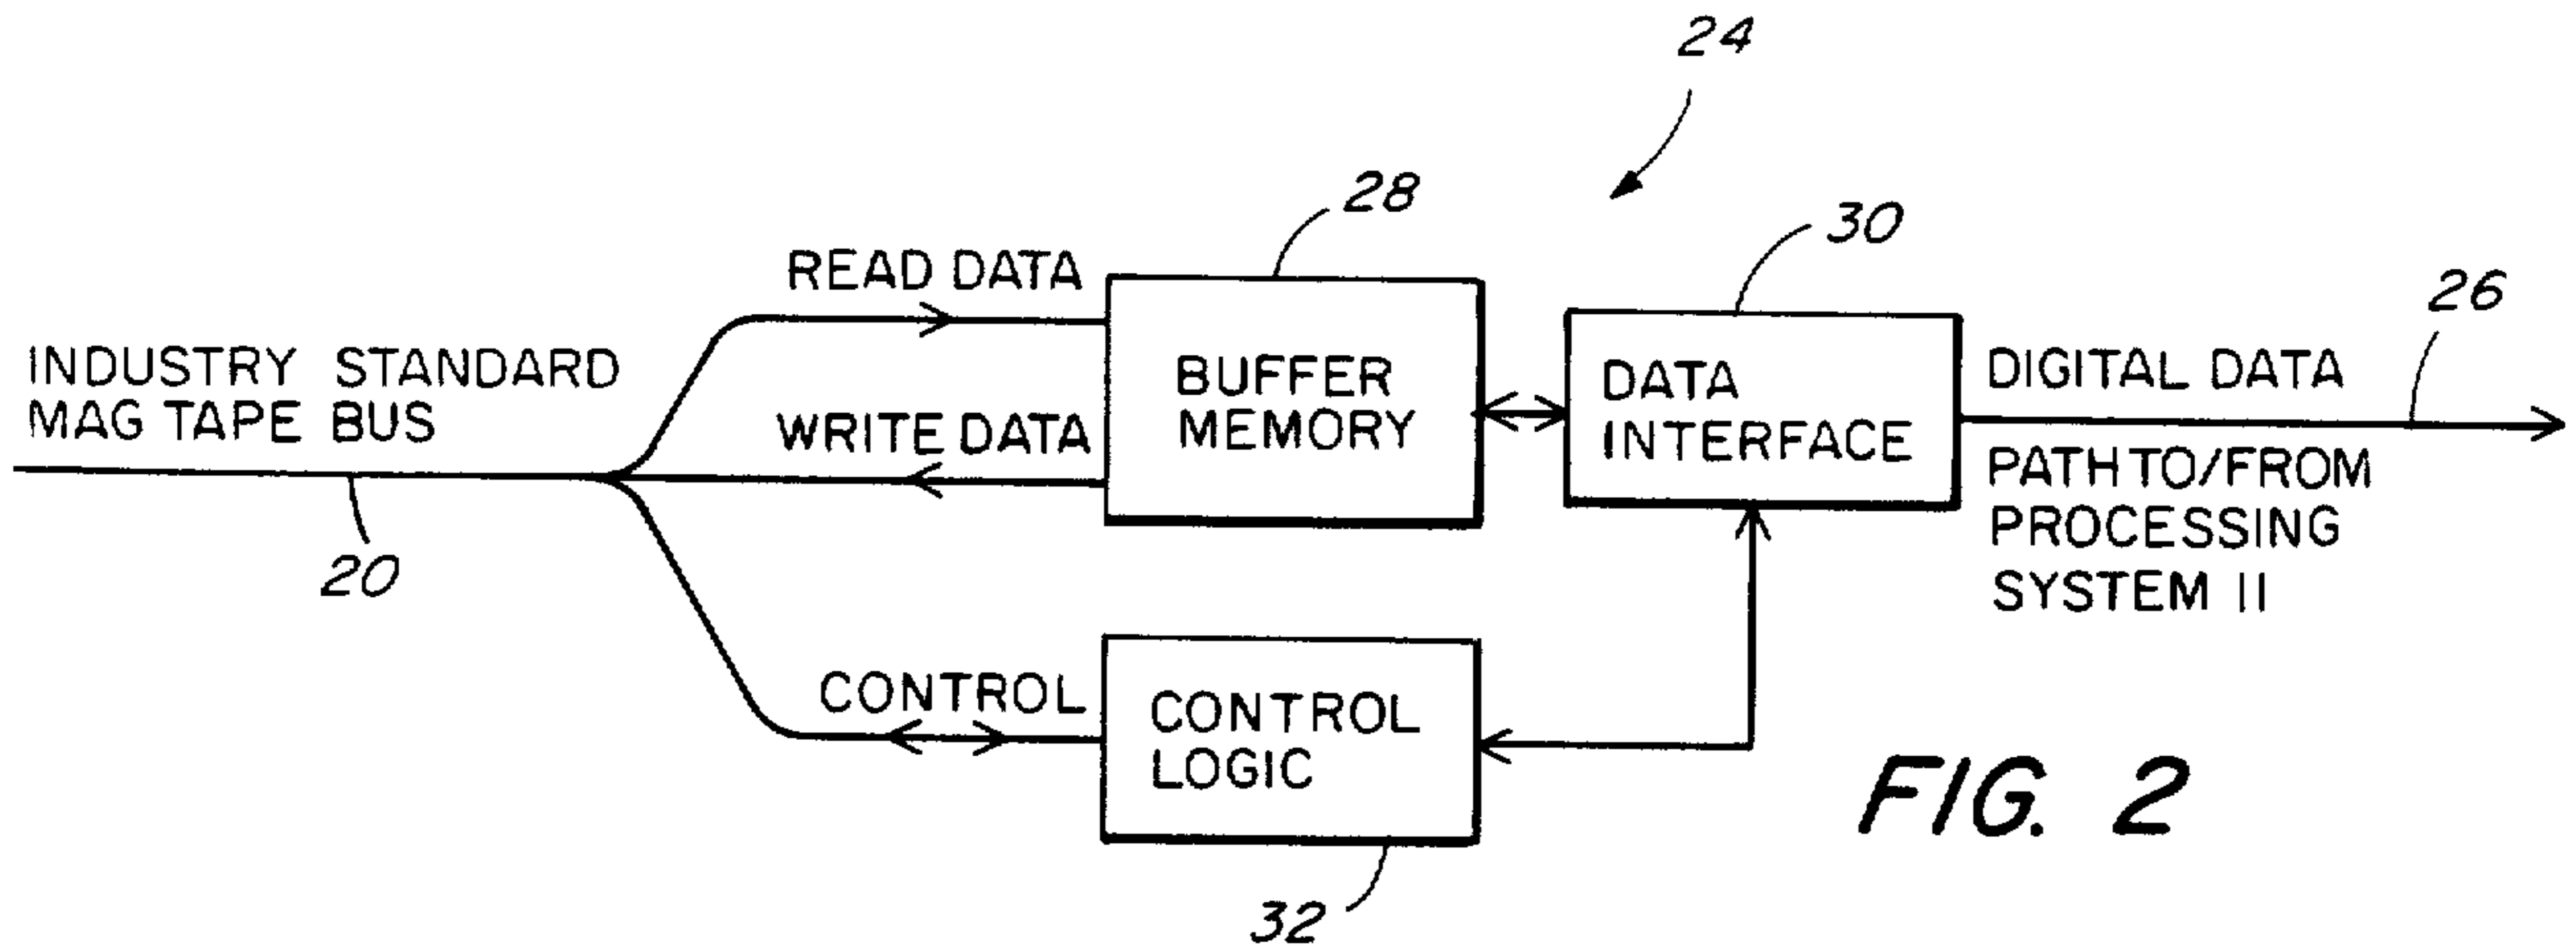 24
28
30
26
READ DATA
INDUSTRY STANDARD
MAG TAPE BUS
WRITE DATA
BUFFER
MEMORY
DATA
INTERFACE
DIGITAL DATA
PATH TO/FROM
PROCESSING
SYSTEM 11
20
CONTROL
CONTROL
LOGIC
32
FIG. 2